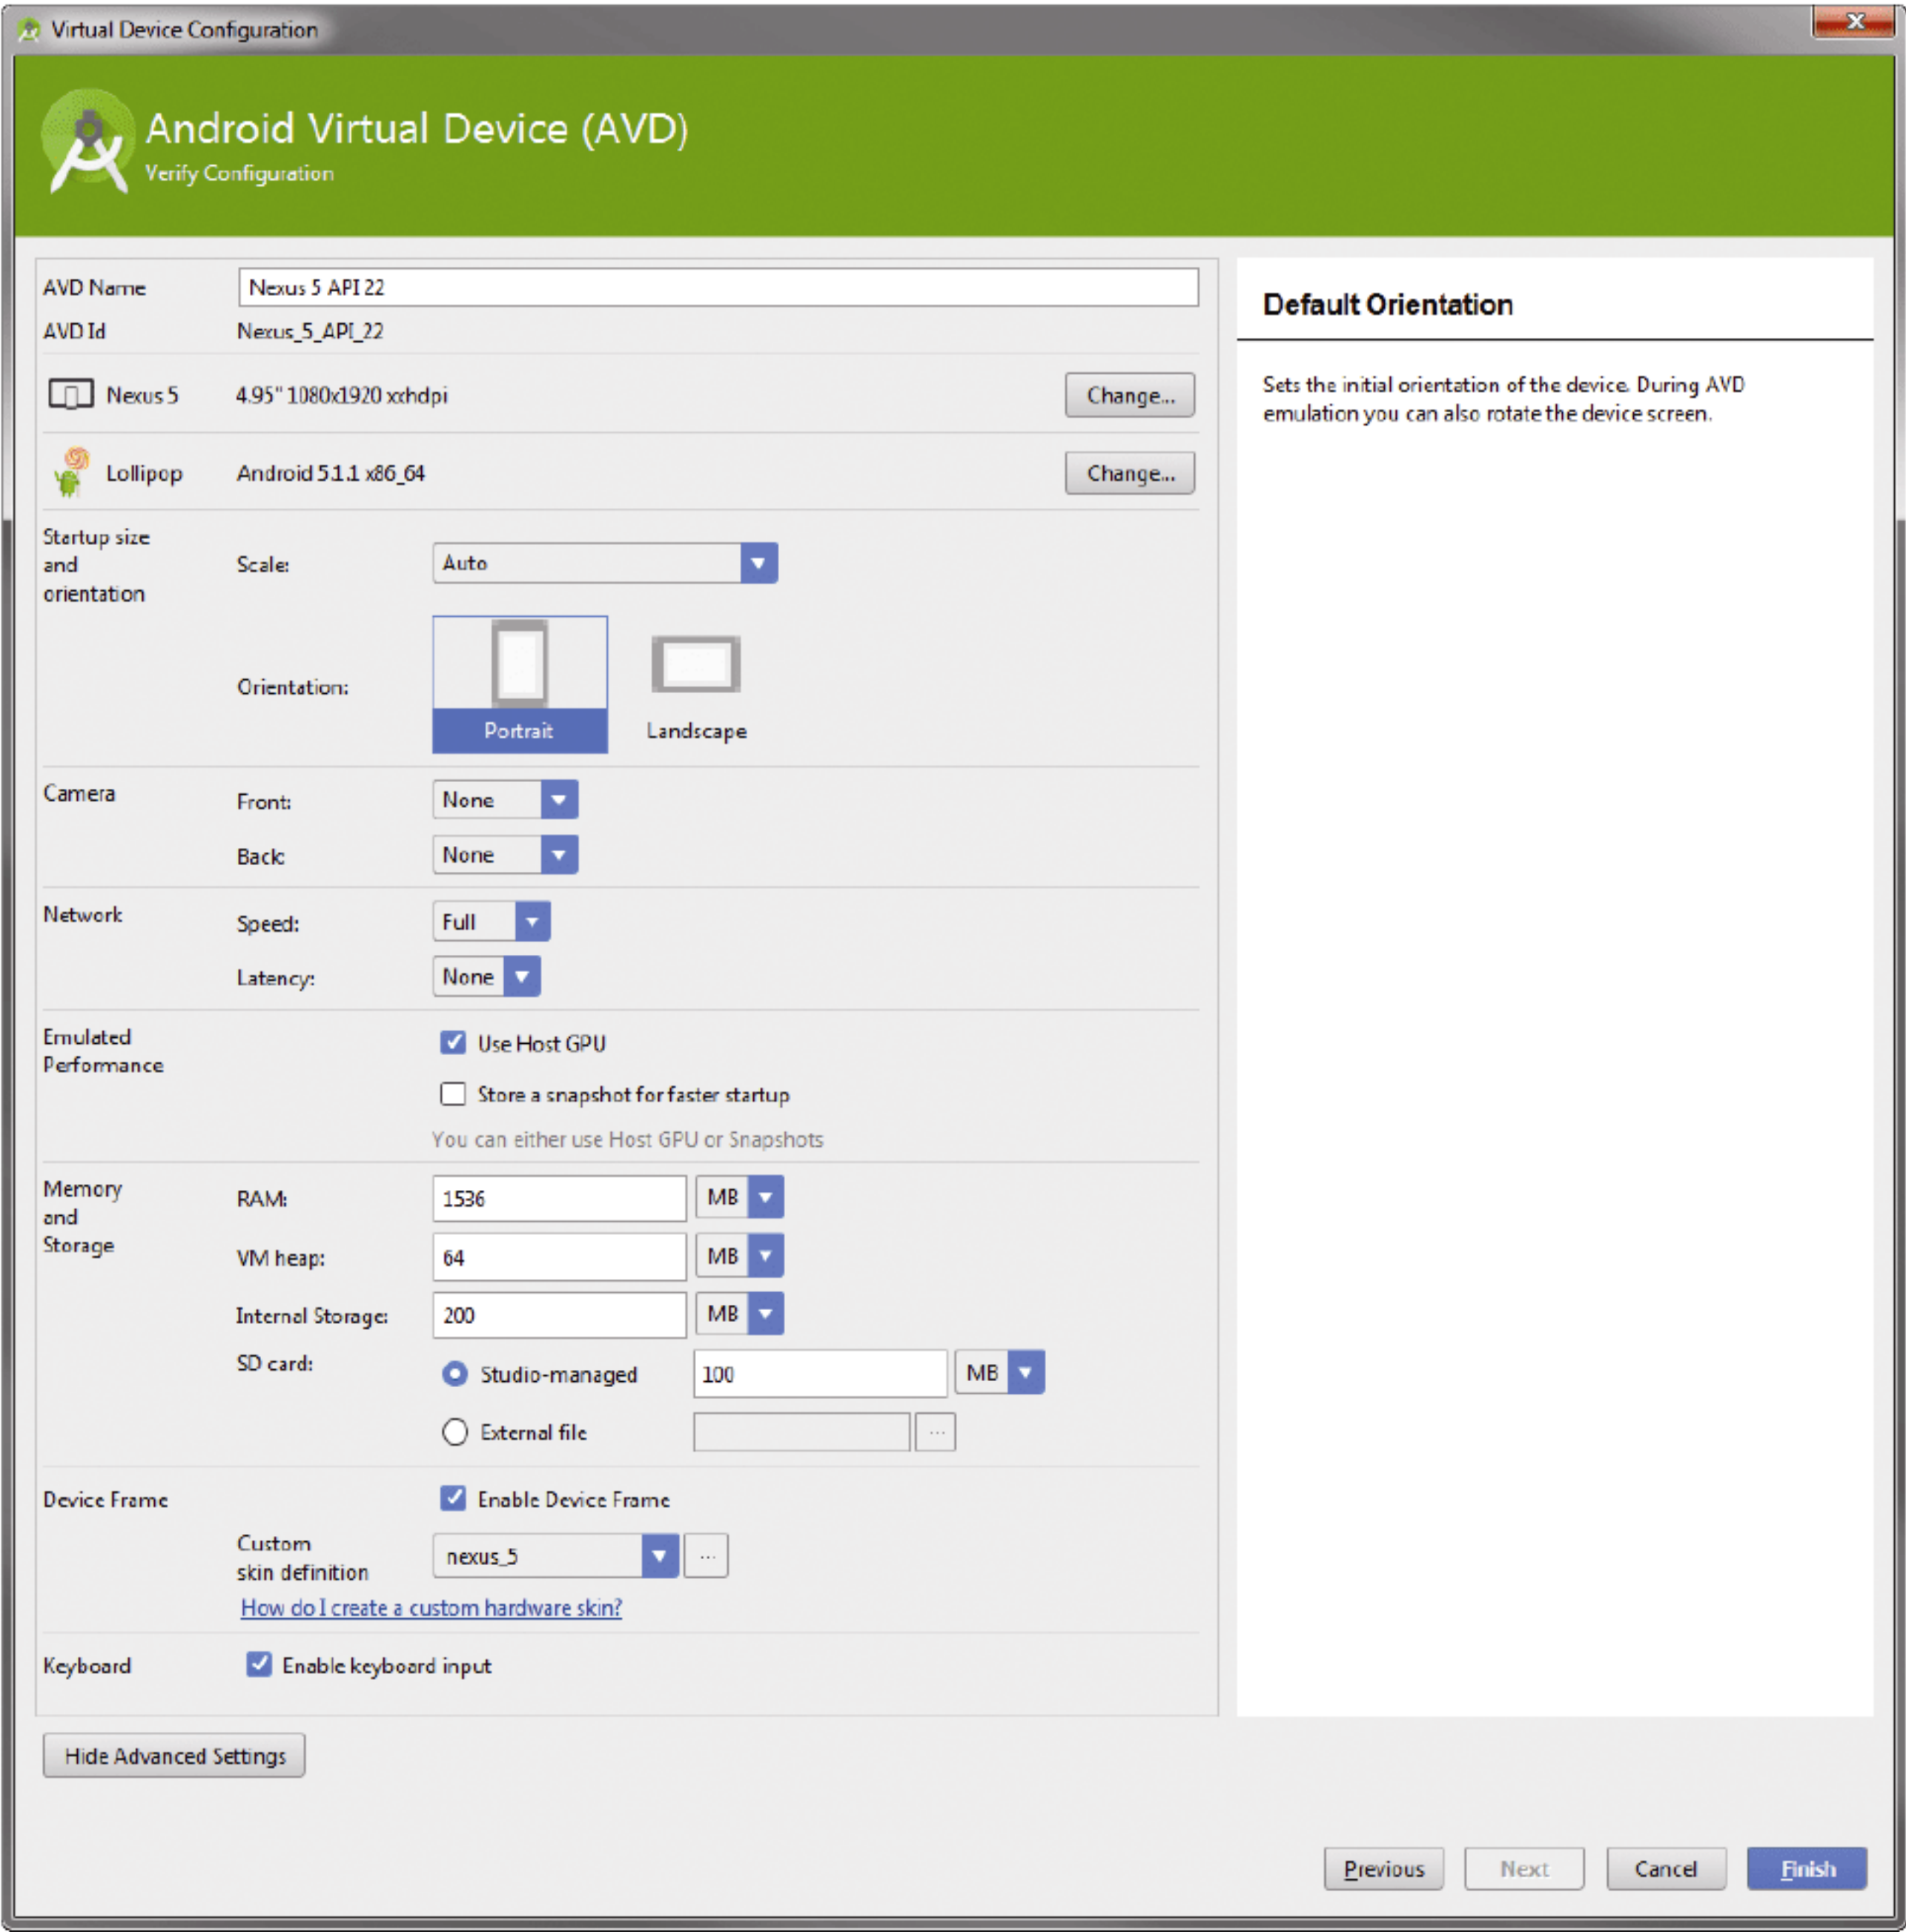 Virtual Device Configuration
Android Virtual Device (AVD)
Verify Configuration
AVD Name
Nexus 5 API 22
AVD Id
Nexus_5_API_22
Nexus 5
4.95" 1080x1920 xxhdpi
Change...
Lollipop
Android 5.1.1 x86_64
Change...
Startup size
and
orientation
Scale:
Auto
Orientation:
Portrait
Landscape
Camera
Front:
None
Back:
None
Network
Speed:
Full
Latency:
None
Emulated
Performance
Use Host GPU
Store a snapshot for faster startup
You can either use Host GPU or Snapshots
Memory
and
Storage
RAM:
1536
MB
VM heap:
64
MB
Internal Storage:
200
MB
SD card:
Studio-managed
100
MB
External file
...
Device Frame
Enable Device Frame
Custom
skin definition
nexus_5
...
How do I create a custom hardware skin?
Keyboard
Enable keyboard input
Default Orientation
Sets the initial orientation of the device. During AVD
emulation you can also rotate the device screen.
Hide Advanced Settings
Previous
Next
Cancel
Finish